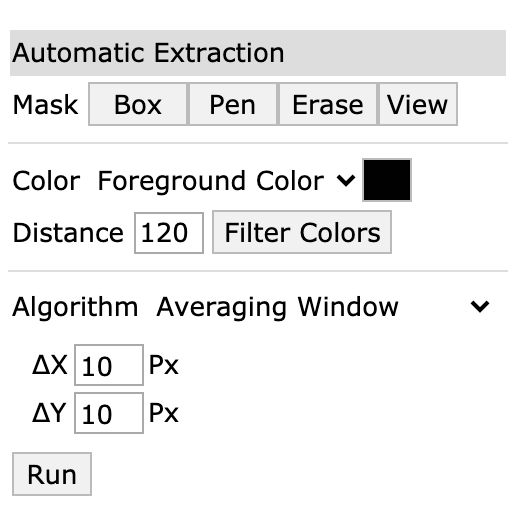 Automatic Extraction
Mask Box Pen Erase View
Color Foreground Color
Distance 120 Filter Colors
Algorithm Averaging Window
ΔX 10 Px
ΔY 10 Px
Run